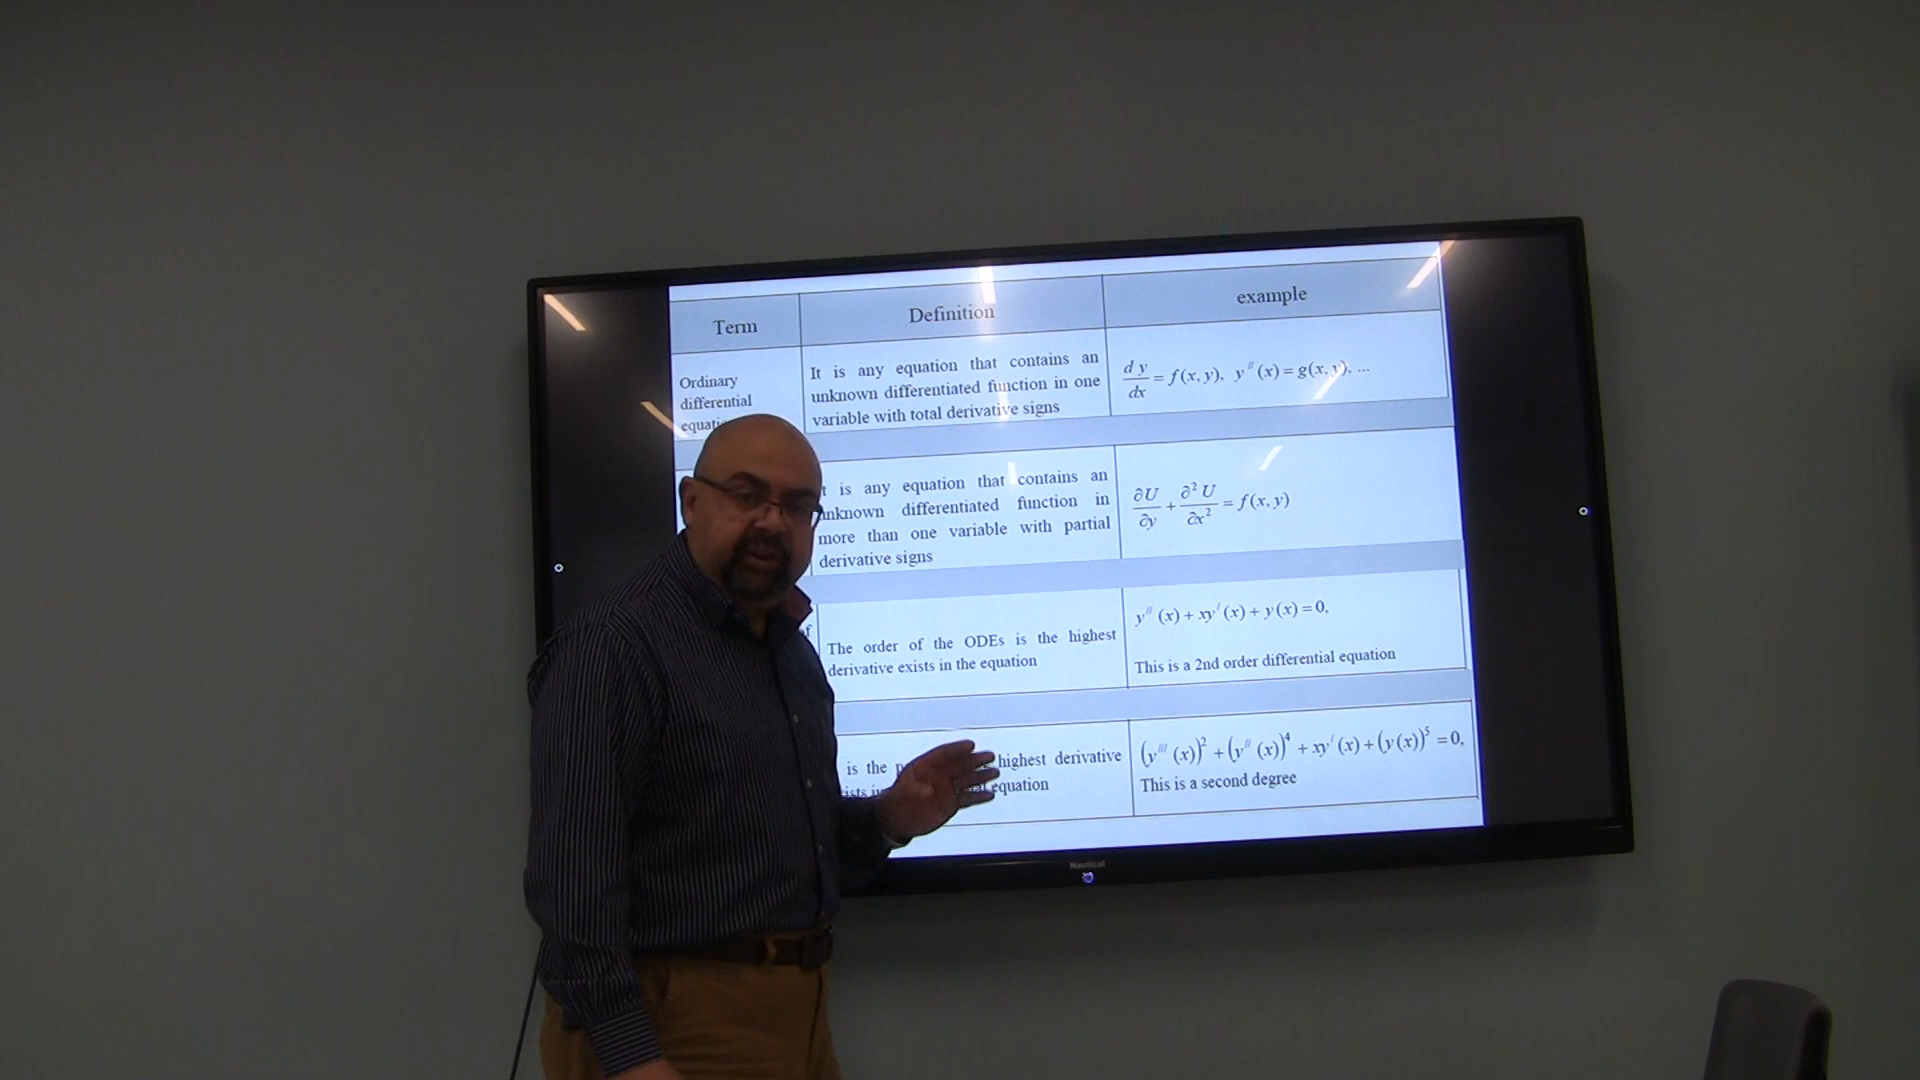 Term Definition example
Ordinary
differential
It is any equation that contains an
unknown differentiated function in one
variable with total derivative signs
dy/dx = f(x, y), y′′(x) = g(x, y), ...
is any equation that contains an
differentiated function in
more than one variable with partial
derivative signs
∂U/∂y + ∂²U/∂x² = f(x, y)
The order of the ODEs is the highest
derivative exists in the equation
y′′(x) + xy′(x) + y(x) = 0,
This is a 2nd order differential equation
is the highest derivative
equation
(y′′′(x))² + (y′′(x))⁴ + xy′(x) + (y(x))⁵ = 0,
This is a second degree
Nautical